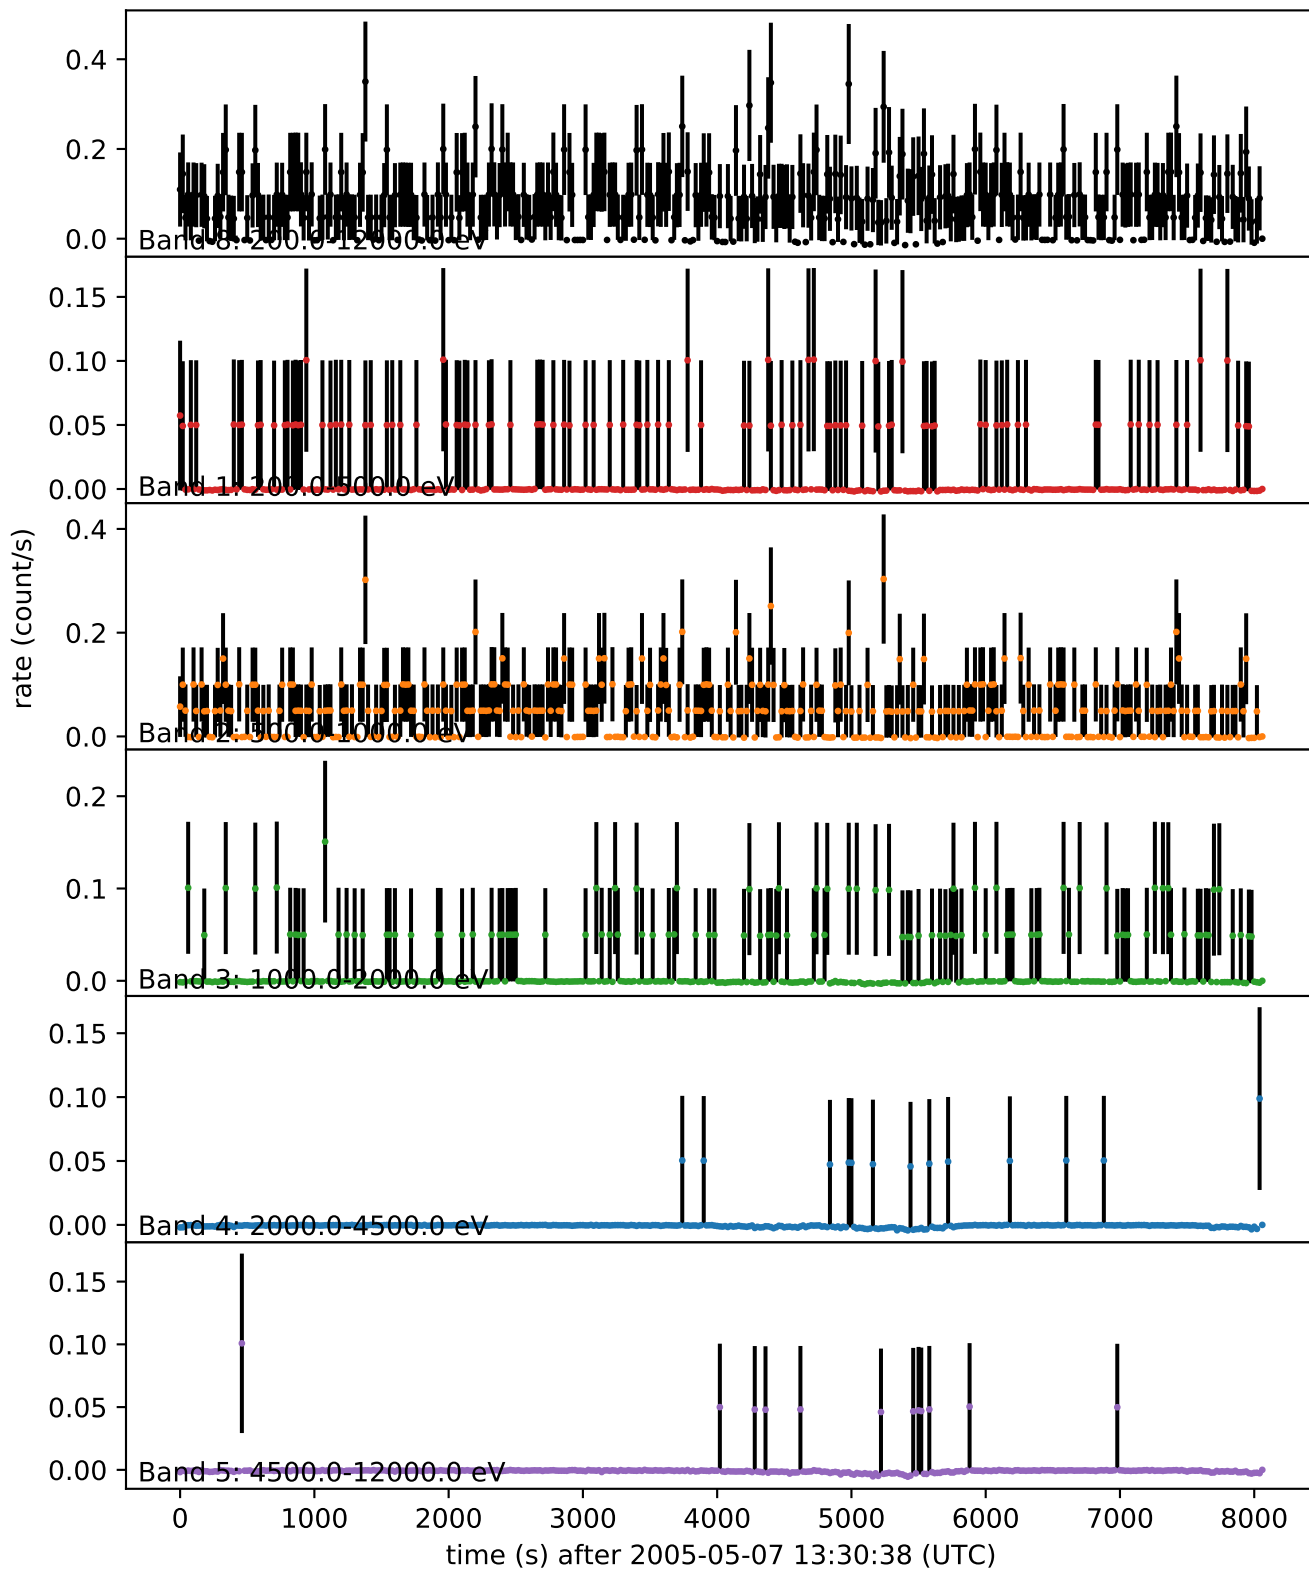 0.4
0.2
0.0
Band 8: 200.0-12000.0 eV
0.15
0.10
0.05
0.00
Band 1: 200.0-500.0 eV
rate (count/s)
0.4
0.2
0.0
Band 2: 500.0-1000.0 eV
0.2
0.1
0.0
Band 3: 1000.0-2000.0 eV
0.15
0.10
0.05
0.00
Band 4: 2000.0-4500.0 eV
0.15
0.10
0.05
0.00
Band 5: 4500.0-12000.0 eV
0 1000 2000 3000 4000 5000 6000 7000 8000
time (s) after 2005-05-07 13:30:38 (UTC)